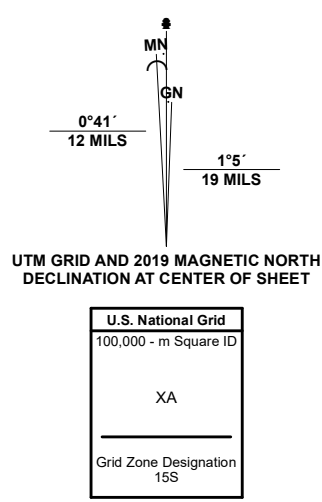 MN
GN
0°41´
12 MILS
1°5´
19 MILS
UTM GRID AND 2019 MAGNETIC NORTH
DECLINATION AT CENTER OF SHEET
U.S. National Grid
100,000 - m Square ID
XA
Grid Zone Designation
15S